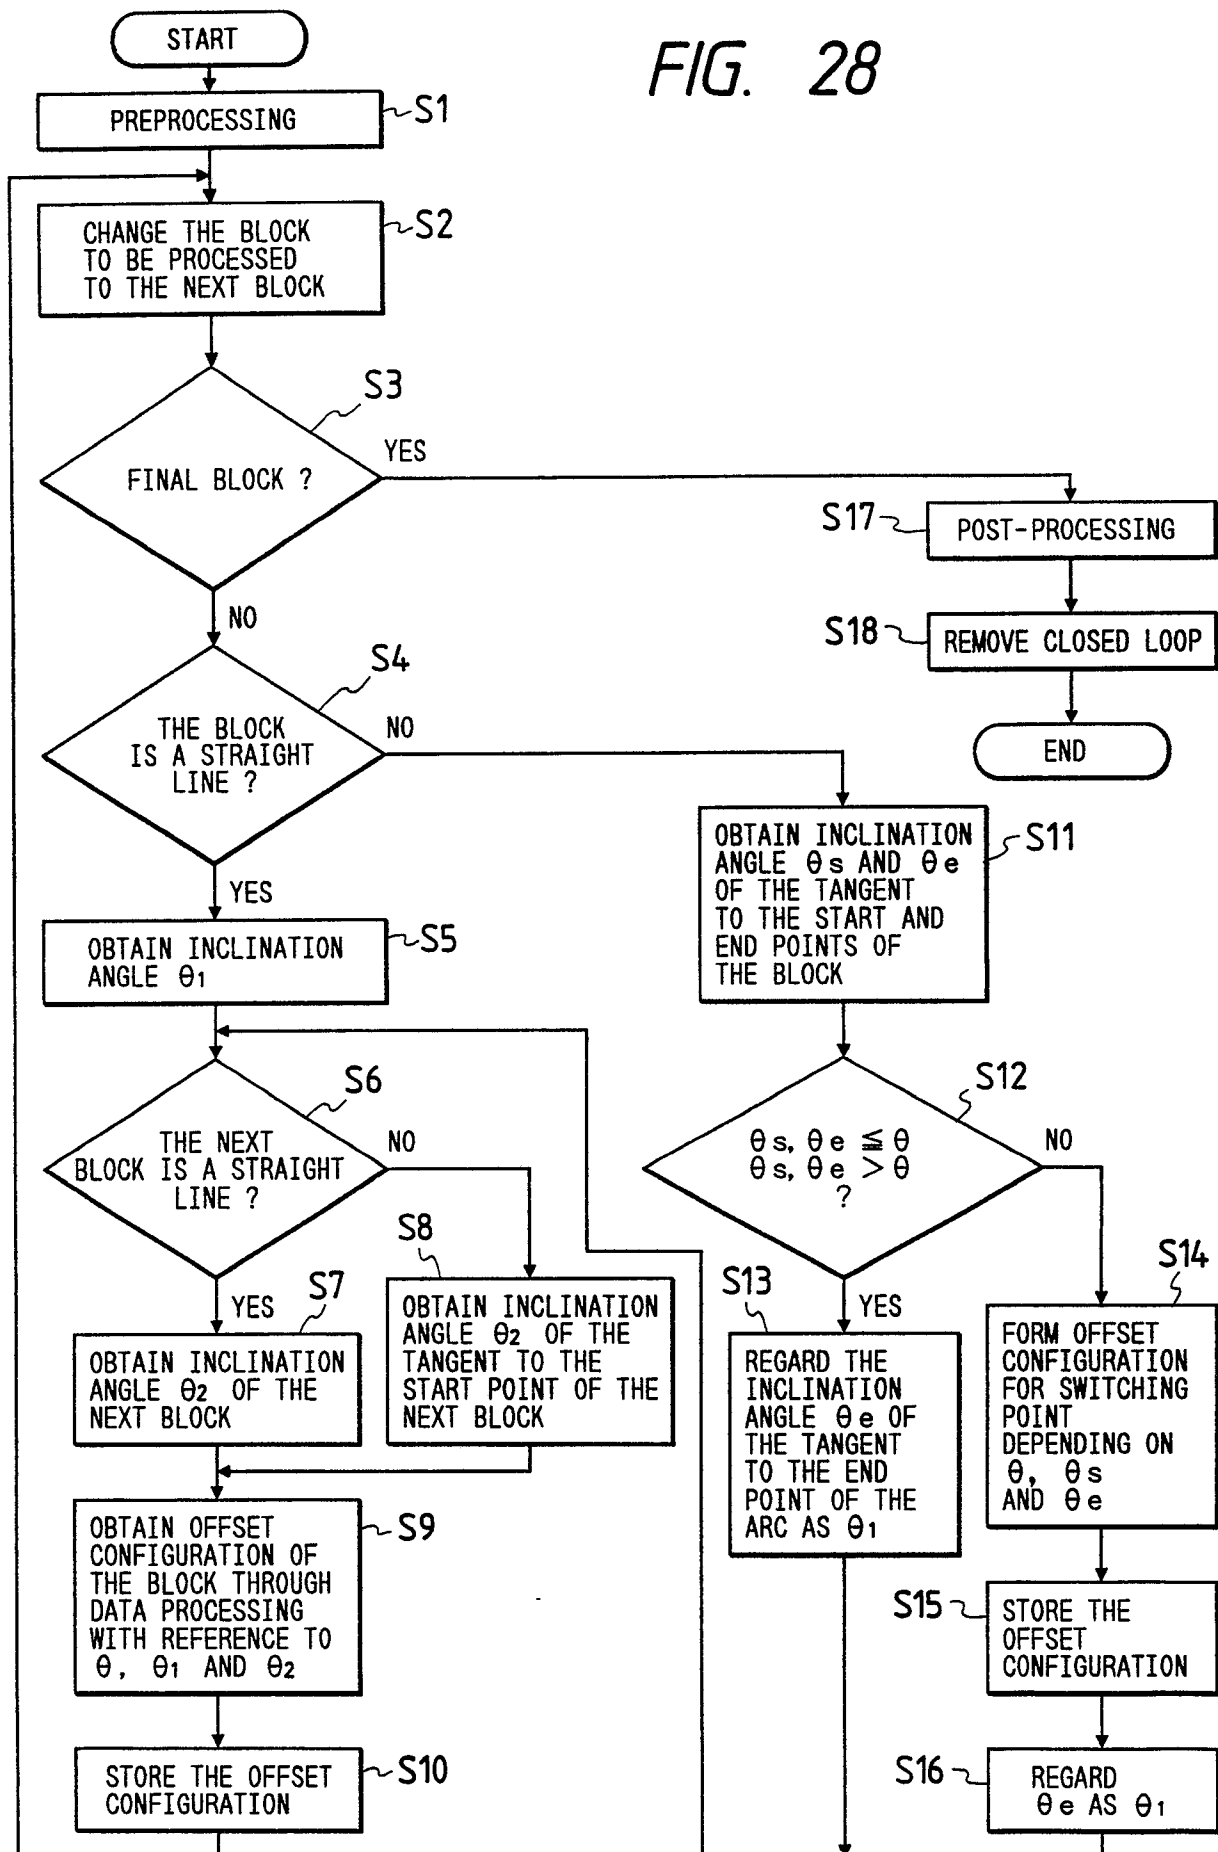 FIG. 28
START
PREPROCESSING
S1
CHANGE THE BLOCK
TO BE PROCESSED
TO THE NEXT BLOCK
S2
S3
FINAL BLOCK ?
YES
NO
S17
POST-PROCESSING
S18
REMOVE CLOSED LOOP
END
S4
THE BLOCK
IS A STRAIGHT
LINE ?
NO
YES
S5
OBTAIN INCLINATION
ANGLE θ1
S6
THE NEXT
BLOCK IS A STRAIGHT
LINE ?
NO
YES
S7
OBTAIN INCLINATION
ANGLE θ2 OF THE
NEXT BLOCK
S8
OBTAIN INCLINATION
ANGLE θ2 OF THE
TANGENT TO THE
START POINT OF THE
NEXT BLOCK
S9
OBTAIN OFFSET
CONFIGURATION OF
THE BLOCK THROUGH
DATA PROCESSING
WITH REFERENCE TO
θ, θ1 AND θ2
S10
STORE THE OFFSET
CONFIGURATION
S11
OBTAIN INCLINATION
ANGLE θs AND θe
OF THE TANGENT
TO THE START AND
END POINTS OF
THE BLOCK
S12
θs, θe ≦ θ
θs, θe > θ
?
NO
YES
S13
REGARD THE
INCLINATION
ANGLE θe OF
THE TANGENT
TO THE END
POINT OF THE
ARC AS θ1
S14
FORM OFFSET
CONFIGURATION
FOR SWITCHING
POINT
DEPENDING ON
θ, θs
AND θe
S15
STORE THE
OFFSET
CONFIGURATION
S16
REGARD
θe AS θ1